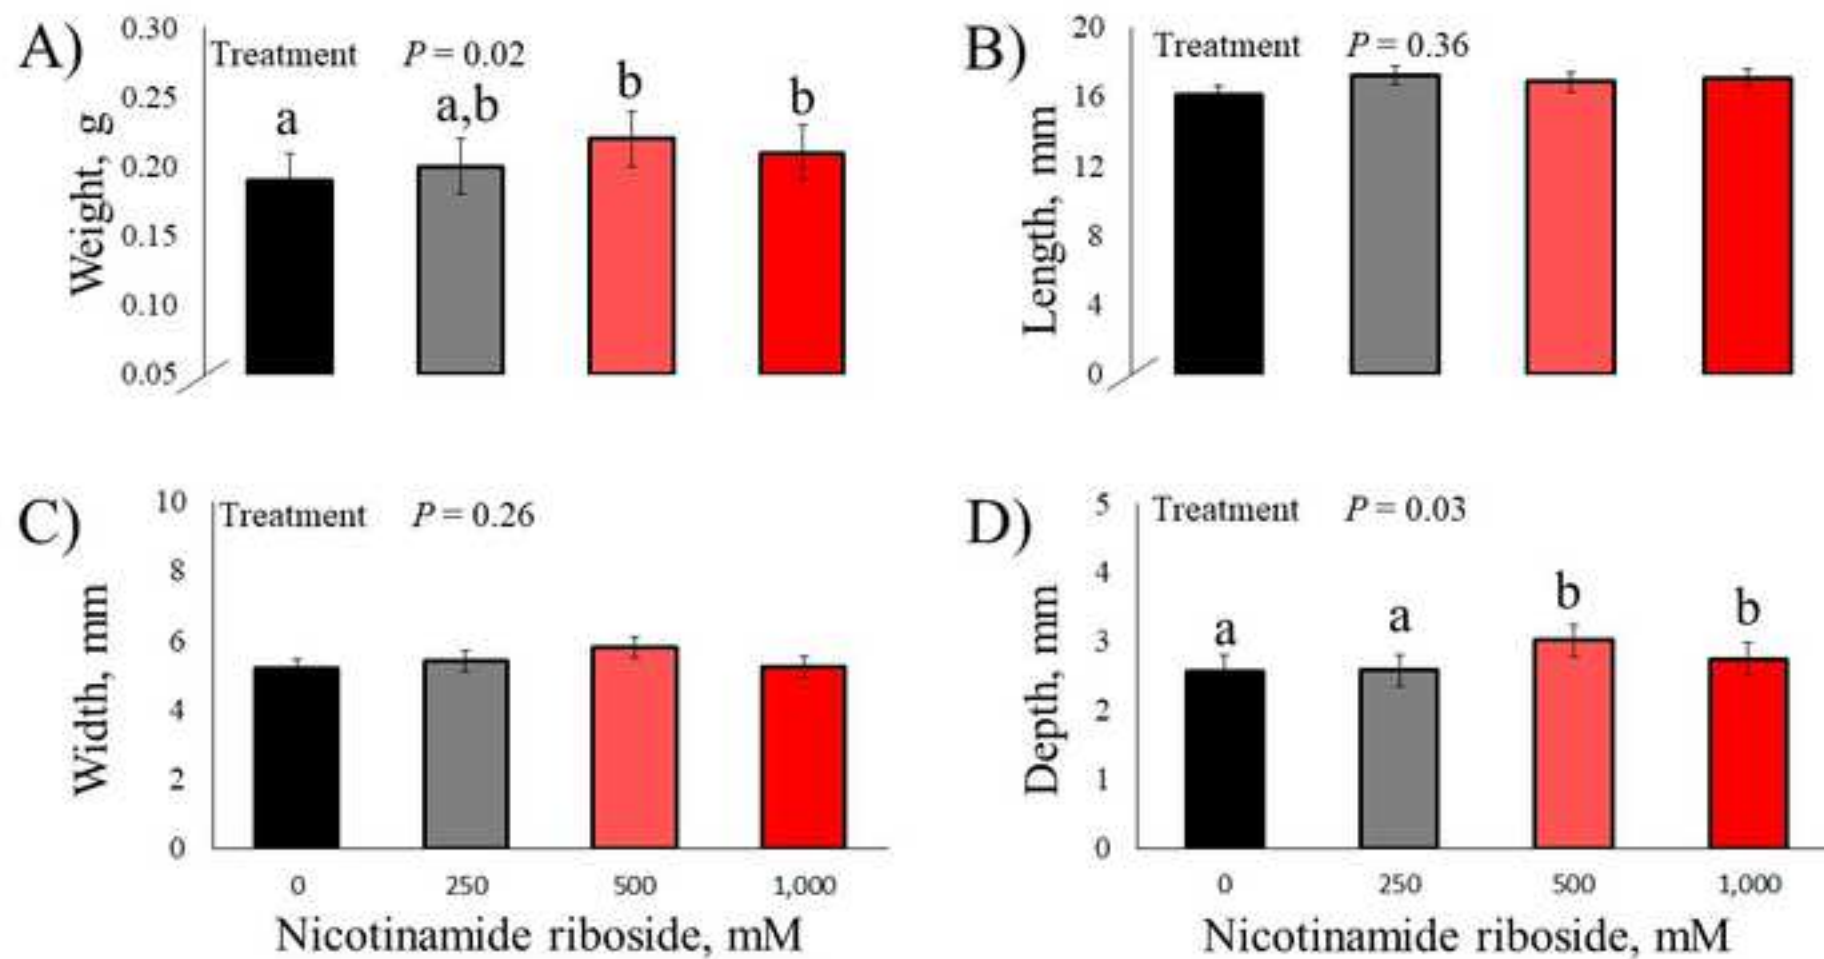 A)
Treatment P = 0.02
Weight, g
0.30
0.25
0.20
0.15
0.10
0.05
a
a,b
b
b
B)
Treatment P = 0.36
Length, mm
20
16
12
8
4
0
C)
Treatment P = 0.26
Width, mm
10
8
6
4
2
0
0 250 500 1,000
Nicotinamide riboside, mM
D)
Treatment P = 0.03
Depth, mm
5
4
3
2
1
0
a
a
b
b
0 250 500 1,000
Nicotinamide riboside, mM